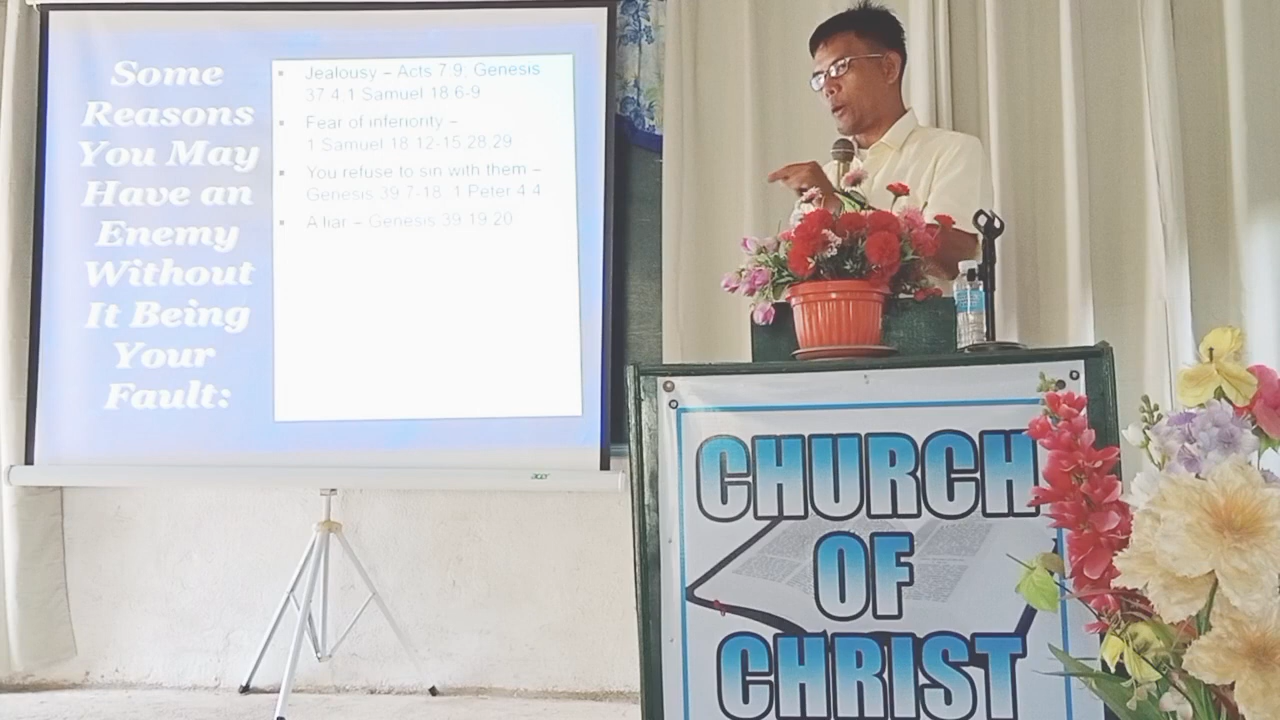 Some
Reasons
You May
Have an
Enemy
Without
It Being
Your
Fault:
Jealousy – Acts 7.9; Genesis
37.4,1 Samuel 18.6-9
Fear of inferiority –
1 Samuel 18.12-15,28,29
You refuse to sin with them –
Genesis 39.7-18, 1 Peter 4.4
A liar – Genesis 39.19,20
acer
CHURCH
OF
CHRIST